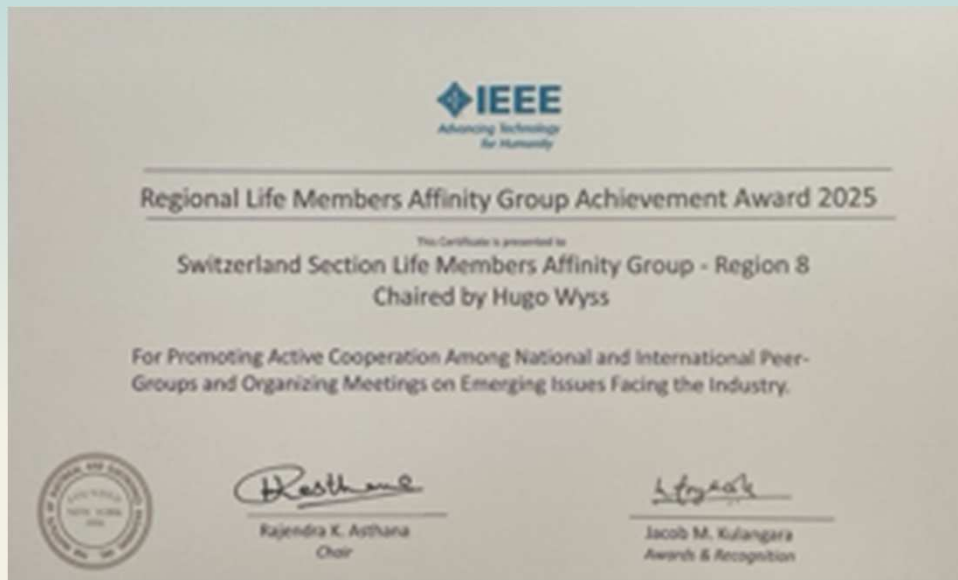 IEEE
Advancing Technology
for Humanity
Regional Life Members Affinity Group Achievement Award 2025
This Certificate is presented to
Switzerland Section Life Members Affinity Group - Region 8
Chaired by Hugo Wyss
For Promoting Active Cooperation Among National and International Peer-
Groups and Organizing Meetings on Emerging Issues Facing the Industry.
Rajendra K. Asthana
Chair
Jacob M. Kulangara
Awards & Recognition